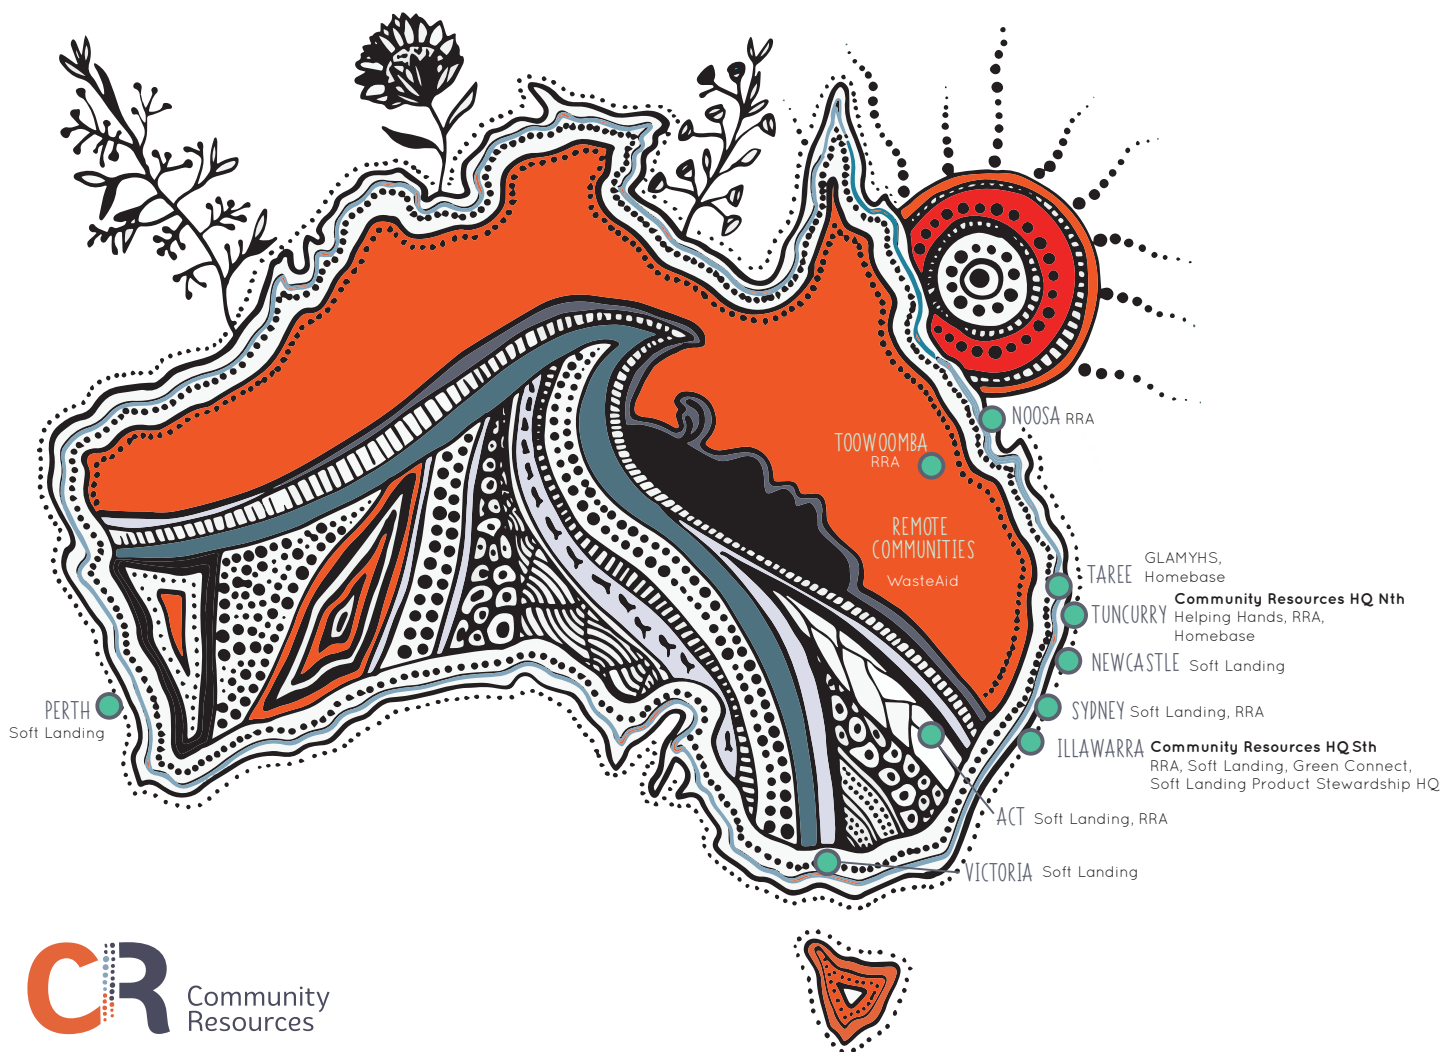 NOOSA RRA
TOOWOOMBA
RRA
REMOTE
COMMUNITIES
WasteAid
TAREE GLAMYHS,
Homebase
Community Resources HQ Nth
TUNCURRY Helping Hands, RRA,
Homebase
NEWCASTLE Soft Landing
SYDNEY Soft Landing, RRA
ILLAWARRA Community Resources HQ Sth
RRA, Soft Landing, Green Connect,
Soft Landing Product Stewardship HQ
ACT Soft Landing, RRA
VICTORIA Soft Landing
PERTH
Soft Landing
CR Community
Resources